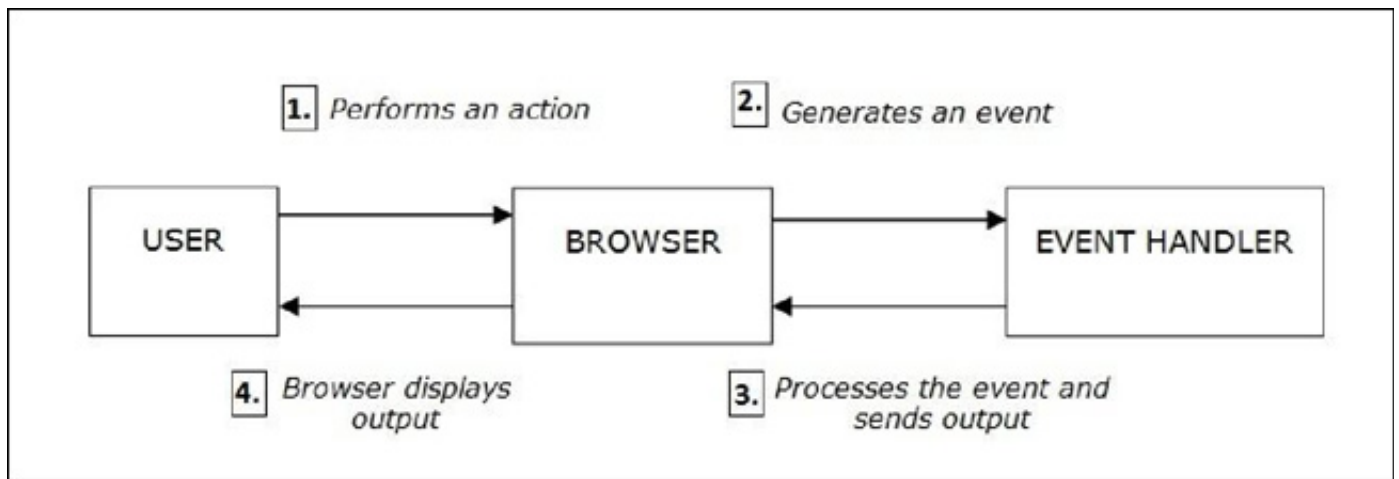 1. Performs an action
2. Generates an event
USER
BROWSER
EVENT HANDLER
4. Browser displays
output
3. Processes the event and
sends output